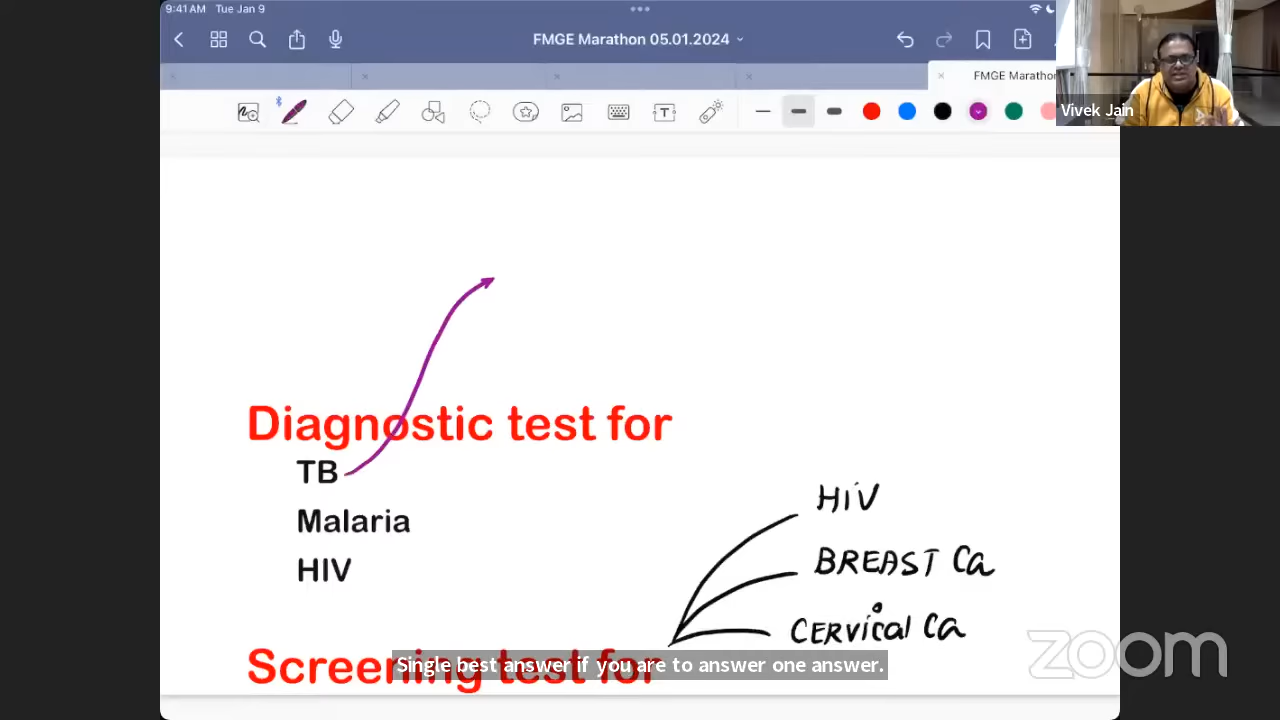 9:41 AM Tue Jan 9
FMGE Marathon 05.01.2024
FMGE Maratho
Vivek Jain
Diagnostic test for
TB
Malaria
HIV
HIV
BREAST Ca
CERVICAL Ca
Screening test for
Single best answer if you are to answer one answer.
zoom